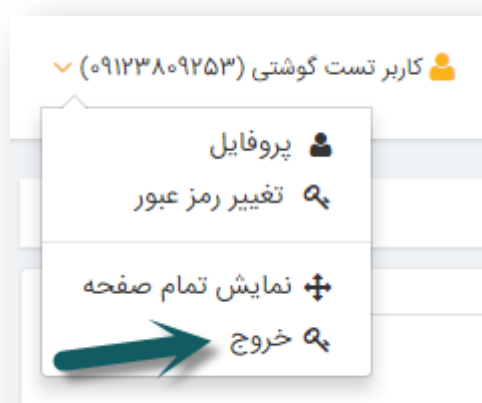 کاربر تست گوشتی (۰۹۱۲۳۸۰۹۲۵۳)
پروفایل
تغییر رمز عبور
نمایش تمام صفحه
خروج